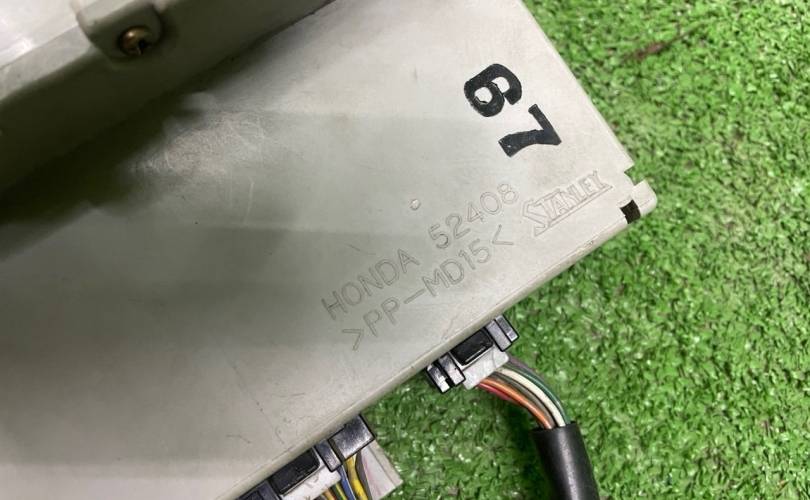 67
STANLEY
HONDA 52408
>PP-MD15<